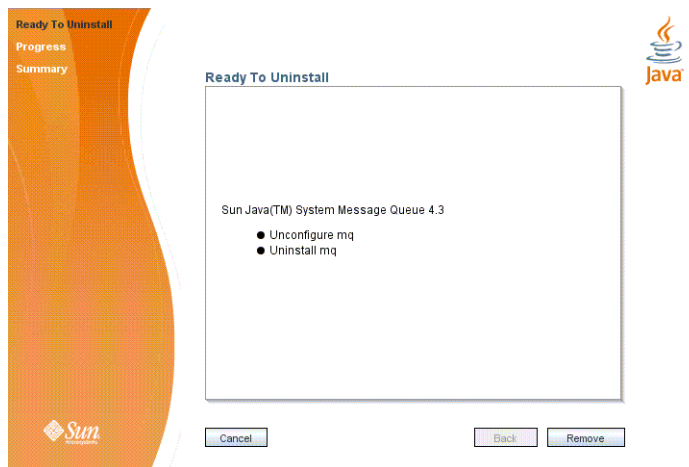 Ready To Uninstall
Progress
Summary
Java
Ready To Uninstall
Sun Java(TM) System Message Queue 4.3
● Unconfigure mq
● Uninstall mq
Sun
microsystems
Cancel
Back
Remove